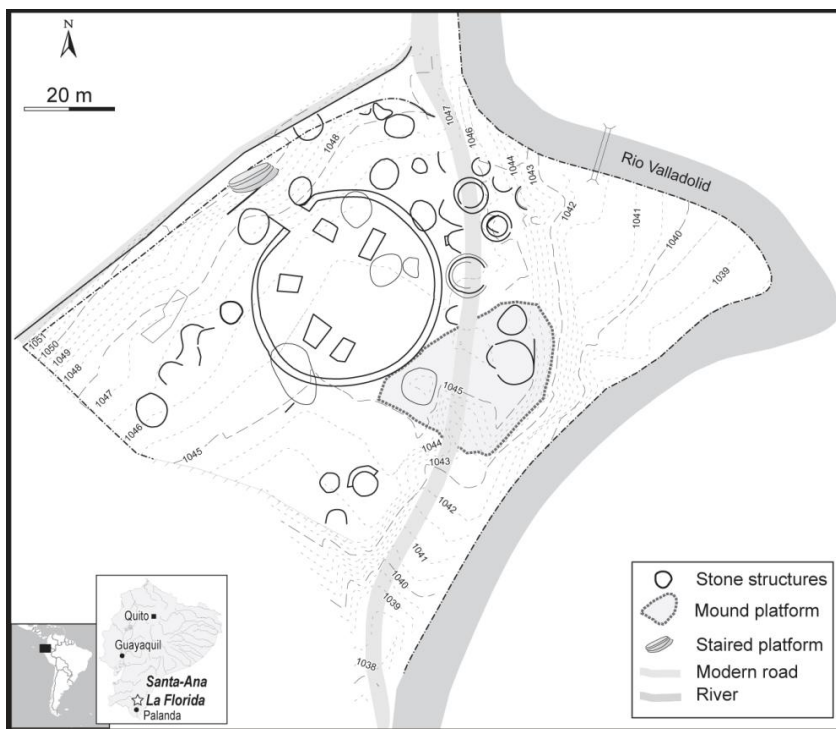 N
20 m
1048
1047
1046
1044
1043
1042
1041
1040
1039
Río Valladolid
1051
1050
1049
1048
1047
1046
1045
1045
1044
1043
1042
1041
1040
1039
1038
Quito
Guayaquil
Santa-Ana
La Florida
Palanda
Stone structures
Mound platform
Staired platform
Modern road
River